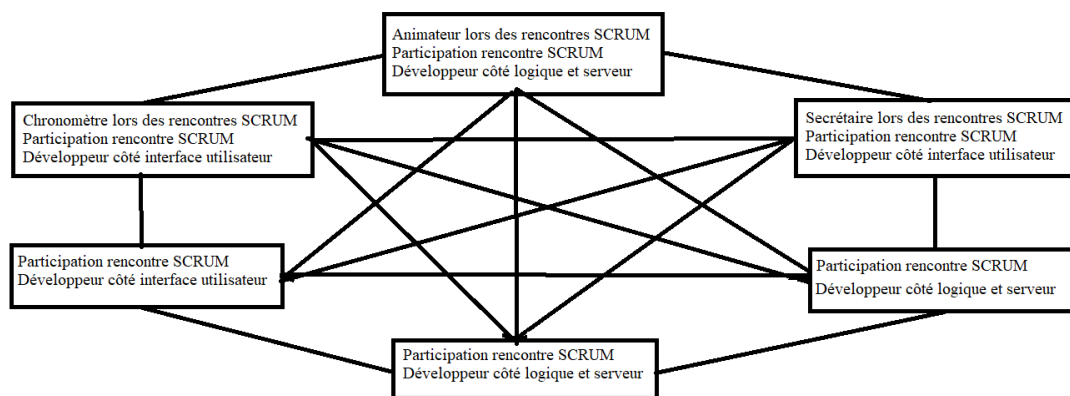 Animateur lors des rencontres SCRUM
Participation rencontre SCRUM
Développeur côté logique et serveur
Chronomètre lors des rencontres SCRUM
Participation rencontre SCRUM
Développeur côté interface utilisateur
Secrétaire lors des rencontres SCRUM
Participation rencontre SCRUM
Développeur côté interface utilisateur
Participation rencontre SCRUM
Développeur côté interface utilisateur
Participation rencontre SCRUM
Développeur côté logique et serveur
Participation rencontre SCRUM
Développeur côté logique et serveur